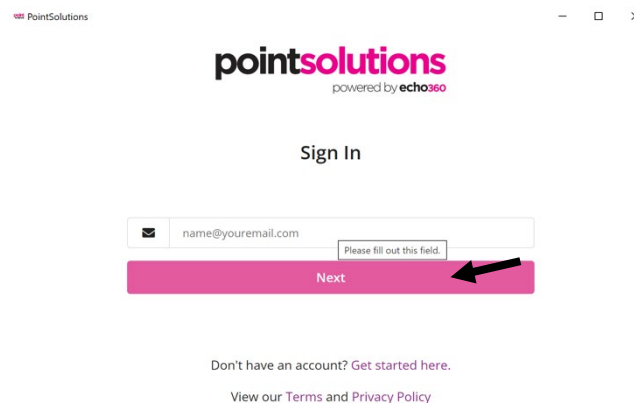 PointSolutions
pointsolutions
powered by echo360
Sign In
name@youremail.com
Please fill out this field.
Next
Don't have an account? Get started here.
View our Terms and Privacy Policy